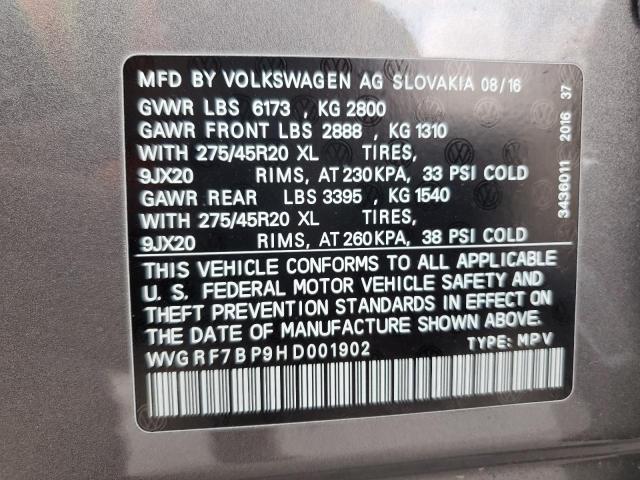 MFD BY VOLKSWAGEN AG SLOVAKIA 08/16
GVWR LBS 6173 , KG 2800
GAWR FRONT LBS 2888 , KG 1310
WITH 275/45R20 XL TIRES,
9JX20 RIMS, AT 230KPA, 33 PSI COLD
GAWR REAR LBS 3395 , KG 1540
WITH 275/45R20 XL TIRES,
9JX20 RIMS, AT 260KPA, 38 PSI COLD
THIS VEHICLE CONFORMS TO ALL APPLICABLE
U. S. FEDERAL MOTOR VEHICLE SAFETY AND
THEFT PREVENTION STANDARDS IN EFFECT ON
THE DATE OF MANUFACTURE SHOWN ABOVE.
WVGRF7BP9HD001902 TYPE: MPV
3436011 2016 37